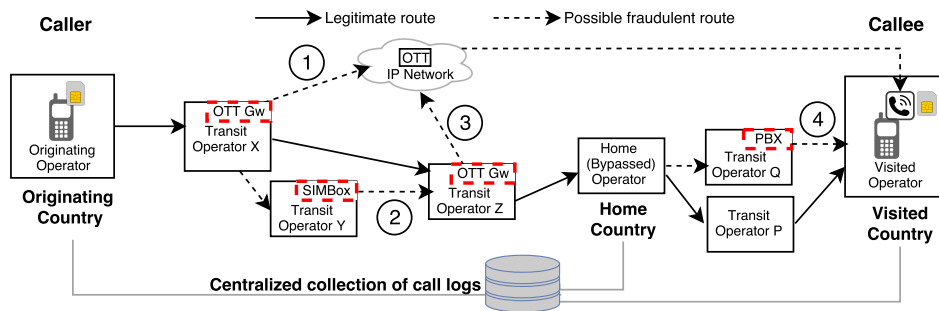 Legitimate route
Possible fraudulent route
Caller
Callee
1
OTT
IP Network
OTT Gw
Transit
Operator X
Originating
Operator
Originating
Country
3
4
PBX
Transit
Operator Q
Home
(Bypassed)
Operator
OTT Gw
Transit
Operator Z
SIMBox
Transit
Operator Y
2
Visited
Operator
Home
Country
Transit
Operator P
Visited
Country
Centralized collection of call logs